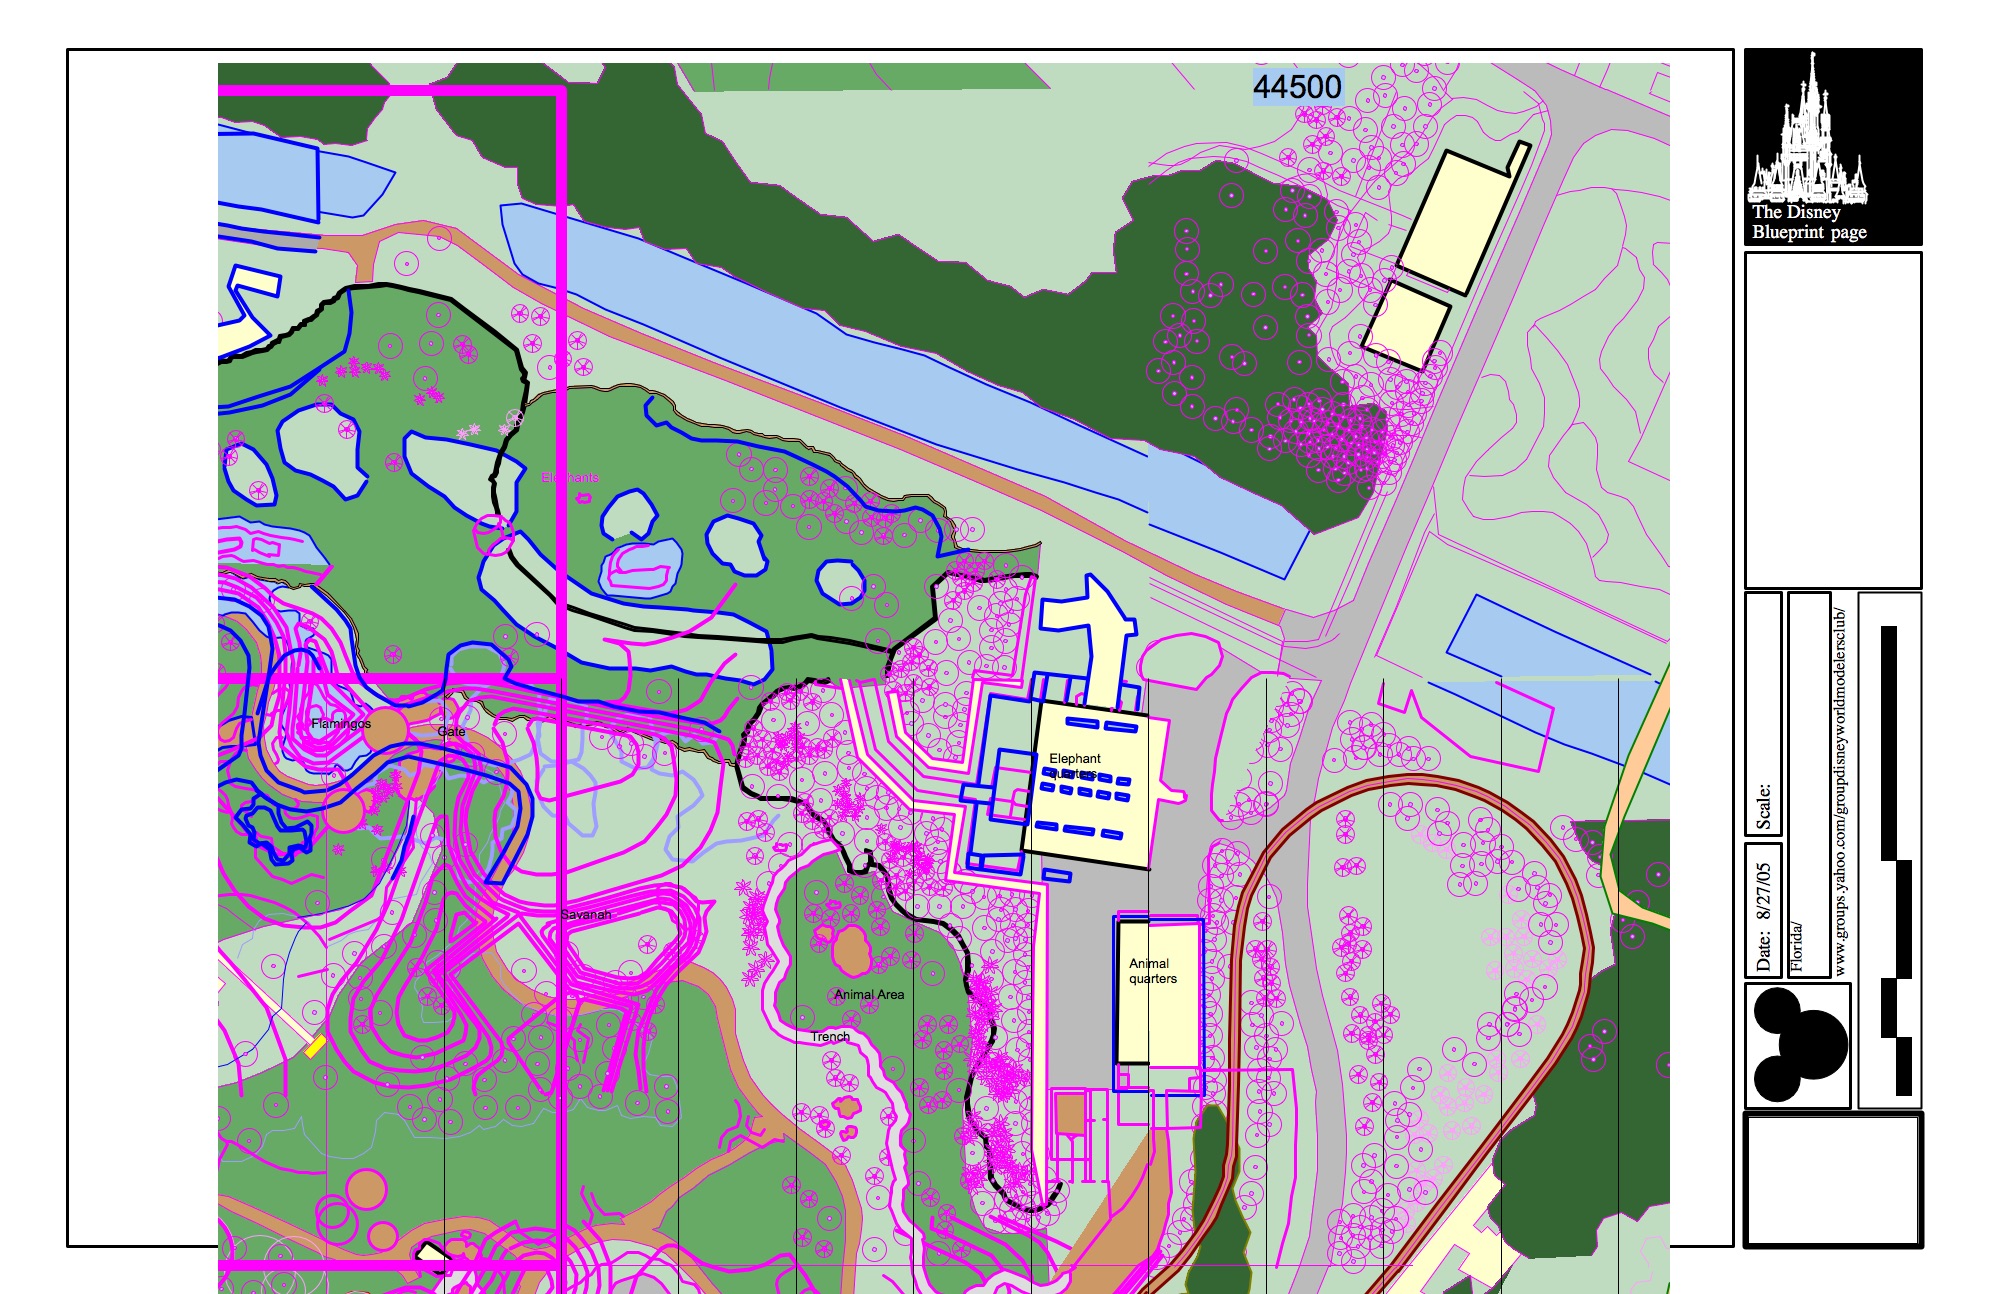 44500
The Disney
Blueprint page
Elephants
Flamingos
Gate
Elephant
quarters
Savanah
Animal
quarters
Animal Area
Trench
Scale:
Date: 8/27/05
Florida/
www.groups.yahoo.com/groupdisneyworldmodelersclub/